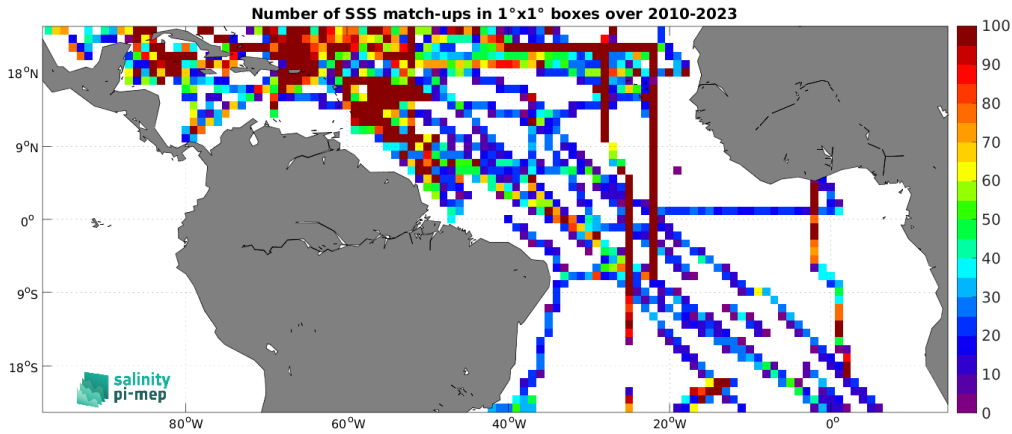 Number of SSS match-ups in 1°x1° boxes over 2010-2023
18°N
9°N
0°
9°S
18°S
80°W
60°W
40°W
20°W
0°
100
90
80
70
60
50
40
30
20
10
0
salinity
pi-mep